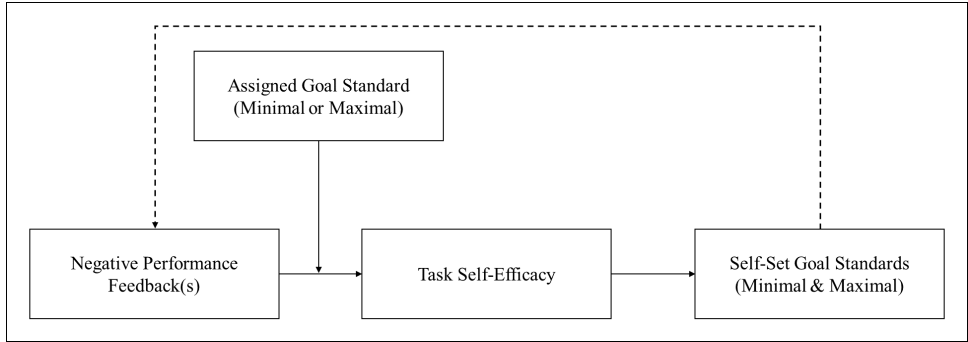 Assigned Goal Standard
(Minimal or Maximal)
Negative Performance
Feedback(s)
Task Self-Efficacy
Self-Set Goal Standards
(Minimal & Maximal)